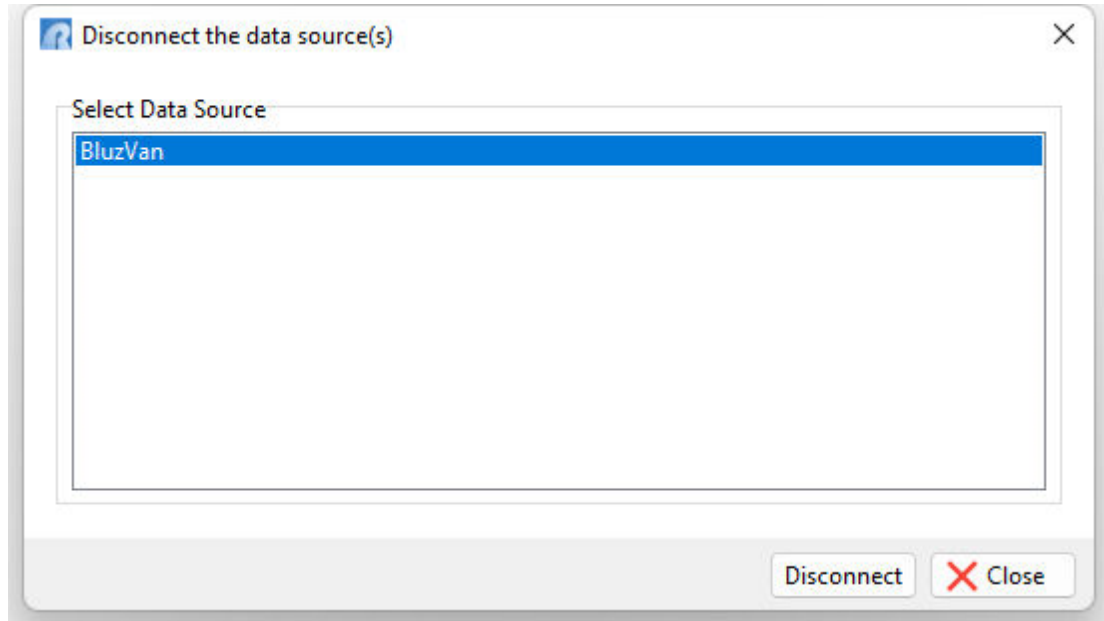 Disconnect the data source(s)
Select Data Source
BluzVan
Disconnect
Close